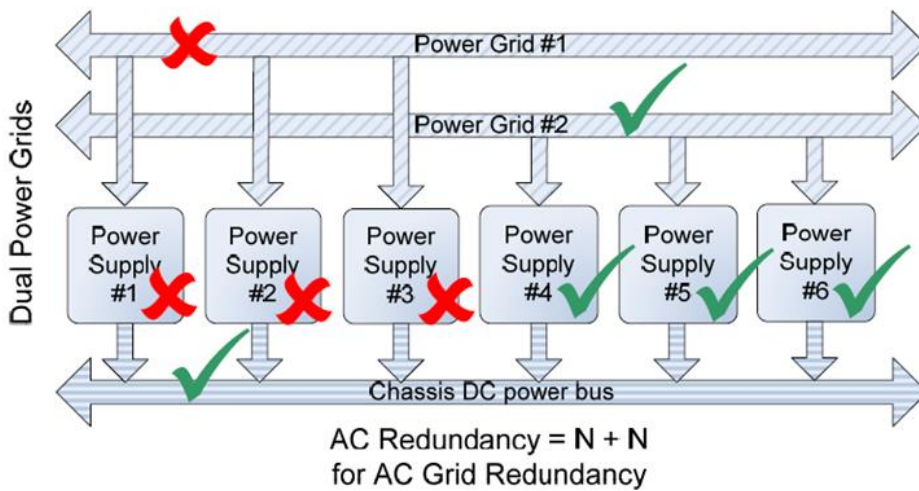 Power Grid #1
Power Grid #2
Dual Power Grids
Power
Supply
#1
Power
Supply
#2
Power
Supply
#3
Power
Supply
#4
Power
Supply
#5
Power
Supply
#6
Chassis DC power bus
AC Redundancy = N + N
for AC Grid Redundancy